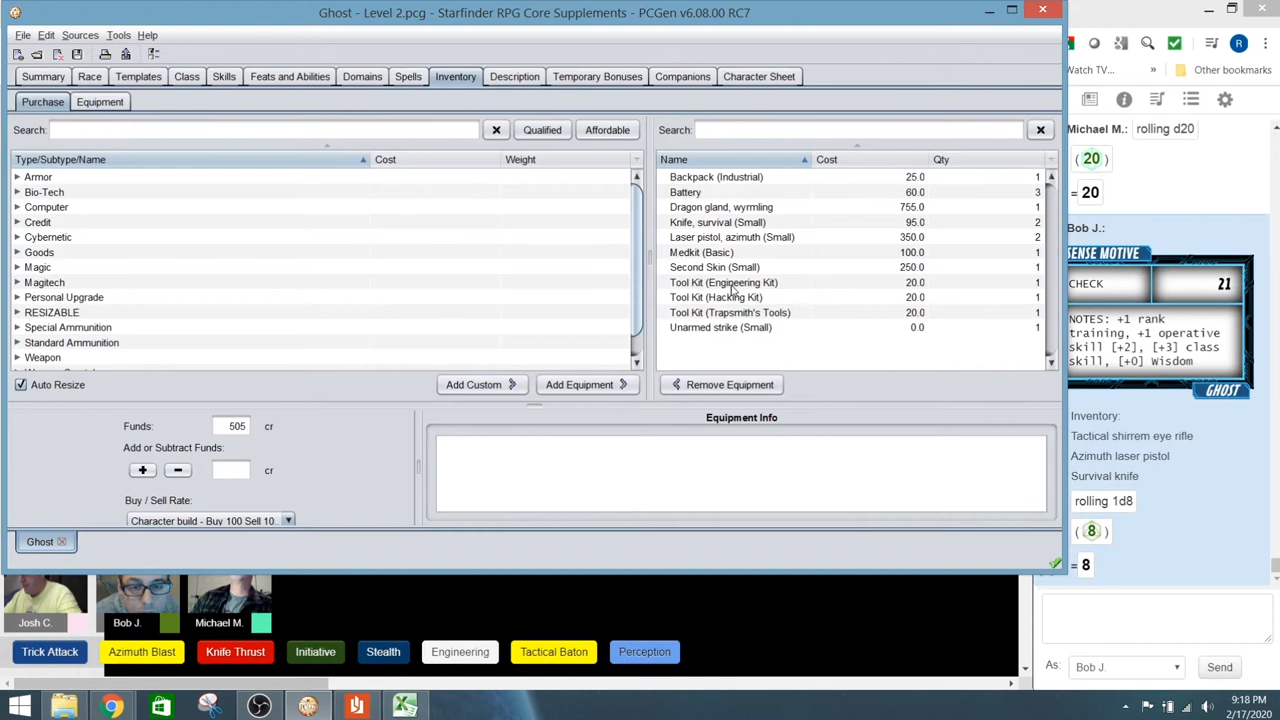 Ghost - Level 2.pcg - Starfinder RPG Core Supplements - PCGen v6.08.00 RC7
File Edit Sources Tools Help
Summary Race Templates Class Skills Feats and Abilities Domains Spells Inventory Description Temporary Bonuses Companions Character Sheet
Purchase Equipment
Search: Qualified Affordable
Type/Subtype/Name Cost Weight
Armor
Bio-Tech
Computer
Credit
Cybernetic
Goods
Magic
Magitech
Personal Upgrade
RESIZABLE
Special Ammunition
Standard Ammunition
Weapon
Auto Resize Add Custom Add Equipment
Search:
Name Cost Qty
Backpack (Industrial) 25.0 1
Battery 60.0 3
Dragon gland, wyrmling 755.0 1
Knife, survival (Small) 95.0 2
Laser pistol, azimuth (Small) 350.0 2
Medkit (Basic) 100.0 1
Second Skin (Small) 250.0 1
Tool Kit (Engineering Kit) 20.0 1
Tool Kit (Hacking Kit) 20.0 1
Tool Kit (Trapsmith's Tools) 20.0 1
Unarmed strike (Small) 0.0 1
Remove Equipment
Funds: 505 cr
Add or Subtract Funds:
+ - cr
Buy / Sell Rate:
Character build - Buy 100 Sell 10..
Equipment Info
Ghost
R
Watch TV... » Other bookmarks
Michael M.: rolling d20
(20)
= 20
Bob J.:
SENSE MOTIVE
CHECK 21
NOTES: +1 rank
training, +1 operative
skill [+2], [+3] class
skill, [+0] Wisdom
GHOST
Inventory:
Tactical shirrem eye rifle
Azimuth laser pistol
Survival knife
rolling 1d8
(8)
= 8
As: Bob J. Send
Josh C. Bob J. Michael M.
Trick Attack Azimuth Blast Knife Thrust Initiative Stealth Engineering Tactical Baton Perception
9:18 PM
2/17/2020